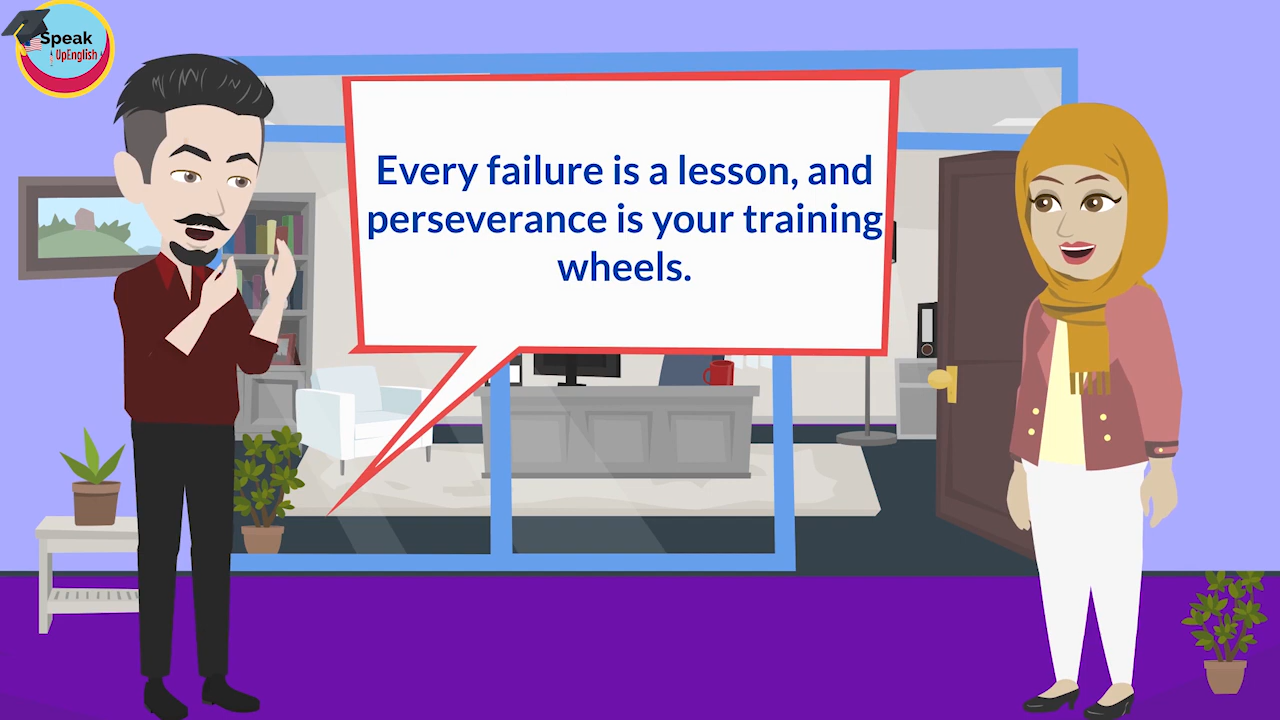 Speak
UpEnglish
Every failure is a lesson, and
perseverance is your training
wheels.